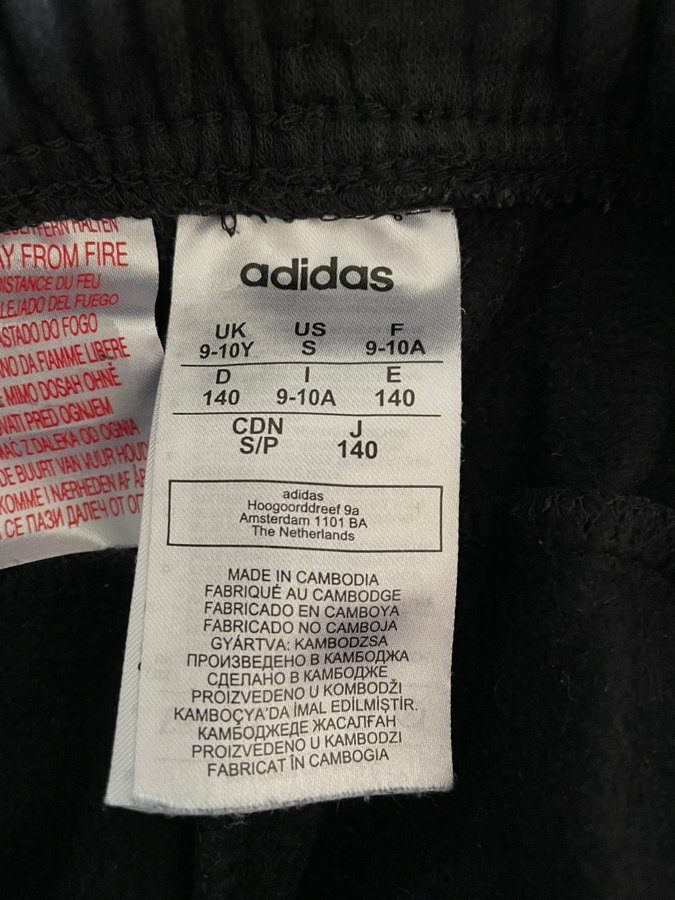 FERN HALTEN
AY FROM FIRE
DISTANCE DU FEU
LEJADO DEL FUEGO
ASTADO DO FOGO
NO DA FIAMME LIBERE
MIMO DOSAH OHNĚ
VATI PRED OGNJEM
MAĆ Z DALEKA OD OGNIA
DE BUURT VAN VUUR HOUD
KOMME I NÆRHEDEN AF ÅB
СЕ ПАЗИ ДАЛЕЧ ОТ ОГ
adidas
UK US F
9-10Y S 9-10A
D I E
140 9-10A 140
CDN J
S/P 140
adidas
Hoogoorddreef 9a
Amsterdam 1101 BA
The Netherlands
MADE IN CAMBODIA
FABRIQUÉ AU CAMBODGE
FABRICADO EN CAMBOYA
FABRICADO NO CAMBOJA
GYÁRTVA: KAMBODZSA
ПРОИЗВЕДЕНО В КАМБОДЖА
СДЕЛАНО В КАМБОДЖЕ
PROIZVEDENO U KOMBODŽI
KAMBOÇYA'DA İMAL EDİLMİŞTİR.
КАМБОДЖЕДЕ ЖАСАЛҒАН
PROIZVEDENO U KAMBODZI
FABRICAT ÎN CAMBOGIA